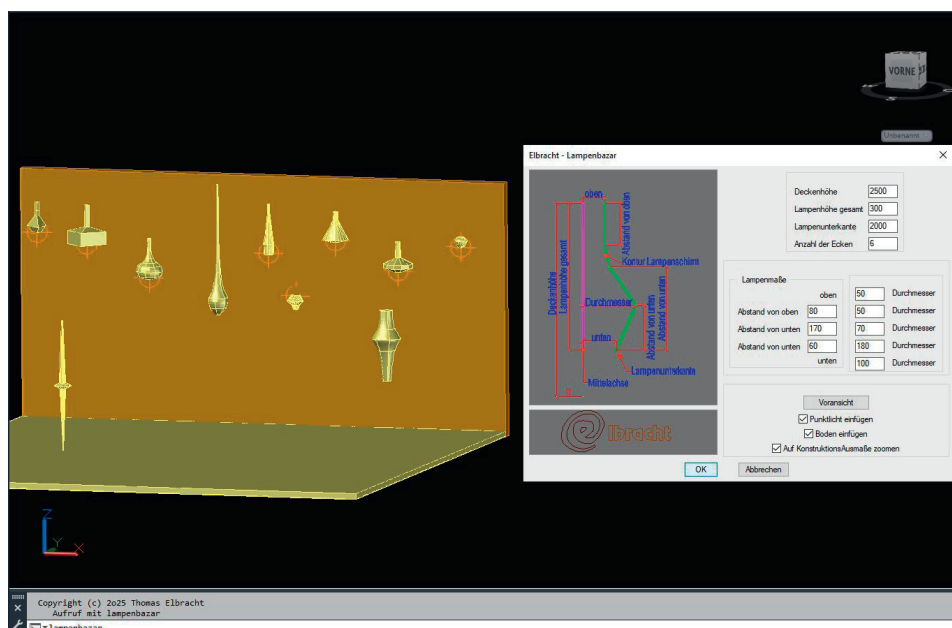 VORNE
Unbenannt
Elbracht - Lampenbazar
oben
Deckenhöhe
Lampenhöhe gesamt
Abstand von oben
Kontur Lampenschirm
Durchmesser
Abstand von unten
Abstand von unten
unten
Lampenunterkante
Mittelachse
Elbracht
Deckenhöhe 2500
Lampenhöhe gesamt 300
Lampenunterkante 2000
Anzahl der Ecken 6
Lampenmaße
oben 50 Durchmesser
Abstand von oben 80 50 Durchmesser
Abstand von unten 170 70 Durchmesser
Abstand von unten 60 180 Durchmesser
unten 100 Durchmesser
Voransicht
Punktlicht einfügen
Boden einfügen
Auf KonstruktionsAusmaße zoomen
OK Abbrechen
Z
Y
X
Copyright (c) 2o25 Thomas Elbracht
Aufruf mit lampenbazar
lampenbazar